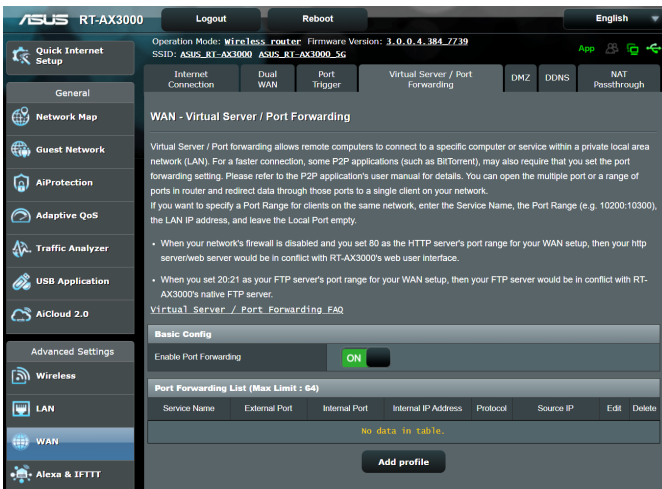 ASUS RT-AX3000 Logout Reboot English
Quick Internet Setup
Operation Mode: Wireless router Firmware Version: 3.0.0.4.384_7739
SSID: ASUS_RT-AX3000 ASUS_RT-AX3000_5G
App
General
Network Map
Guest Network
AiProtection
Adaptive QoS
Traffic Analyzer
USB Application
AiCloud 2.0
Advanced Settings
Wireless
LAN
WAN
Alexa & IFTTT
Internet Connection Dual WAN Port Trigger Virtual Server / Port Forwarding DMZ DDNS NAT Passthrough
WAN - Virtual Server / Port Forwarding
Virtual Server / Port forwarding allows remote computers to connect to a specific computer or service within a private local area
network (LAN). For a faster connection, some P2P applications (such as BitTorrent), may also require that you set the port
forwarding setting. Please refer to the P2P application's user manual for details. You can open the multiple port or a range of
ports in router and redirect data through those ports to a single client on your network.
If you want to specify a Port Range for clients on the same network, enter the Service Name, the Port Range (e.g. 10200:10300),
the LAN IP address, and leave the Local Port empty.
• When your network's firewall is disabled and you set 80 as the HTTP server's port range for your WAN setup, then your http
server/web server would be in conflict with RT-AX3000's web user interface.
• When you set 20:21 as your FTP server's port range for your WAN setup, then your FTP server would be in conflict with RT-
AX3000's native FTP server.
Virtual Server / Port Forwarding FAQ
Basic Config
Enable Port Forwarding ON
Port Forwarding List (Max Limit : 64)
Service Name External Port Internal Port Internal IP Address Protocol Source IP Edit Delete
No data in table.
Add profile